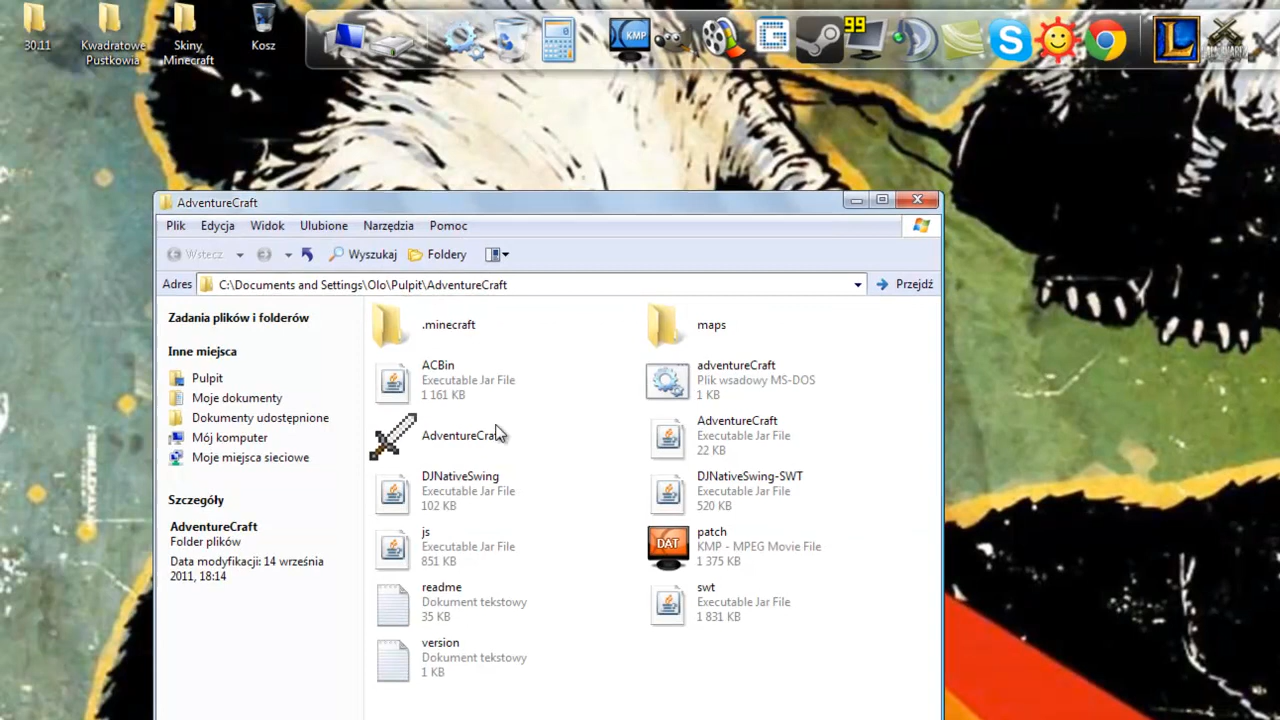 30.11
Kwadratowe
Pustkowia
Skiny
Minecraft
Kosz
KMP
99
AdventureCraft
Plik Edycja Widok Ulubione Narzędzia Pomoc
Wstecz Wyszukaj Foldery
Adres C:\Documents and Settings\Olo\Pulpit\AdventureCraft Przejdź
Zadania plików i folderów
Inne miejsca
Pulpit
Moje dokumenty
Dokumenty udostępnione
Mój komputer
Moje miejsca sieciowe
Szczegóły
AdventureCraft
Folder plików
Data modyfikacji: 14 września
2011, 18:14
.minecraft
maps
ACBin
Executable Jar File
1 161 KB
adventureCraft
Plik wsadowy MS-DOS
1 KB
AdventureCraft
AdventureCraft
Executable Jar File
22 KB
DJNativeSwing
Executable Jar File
102 KB
DJNativeSwing-SWT
Executable Jar File
520 KB
js
Executable Jar File
851 KB
DAT
patch
KMP - MPEG Movie File
1 375 KB
readme
Dokument tekstowy
35 KB
swt
Executable Jar File
1 831 KB
version
Dokument tekstowy
1 KB